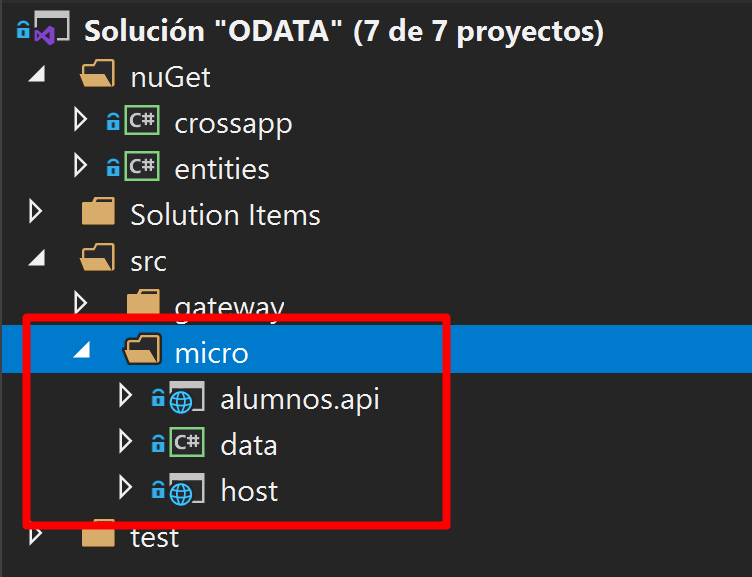 Solución "ODATA" (7 de 7 proyectos)
nuGet
C# crossapp
C# entities
Solution Items
src
gateway
micro
alumnos.api
C# data
host
test